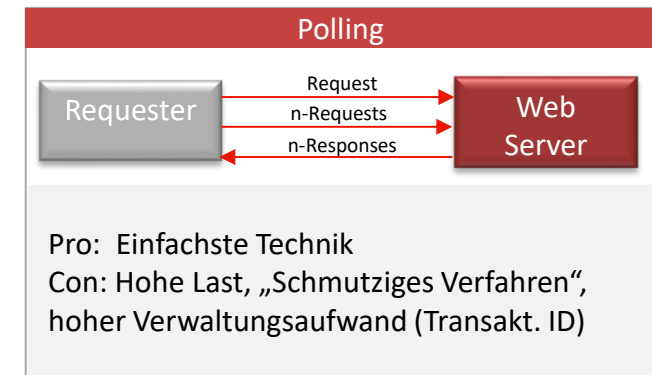 Polling
Requester
Request
n-Requests
n-Responses
Web
Server
Pro: Einfachste Technik
Con: Hohe Last, „Schmutziges Verfahren“,
hoher Verwaltungsaufwand (Transakt. ID)